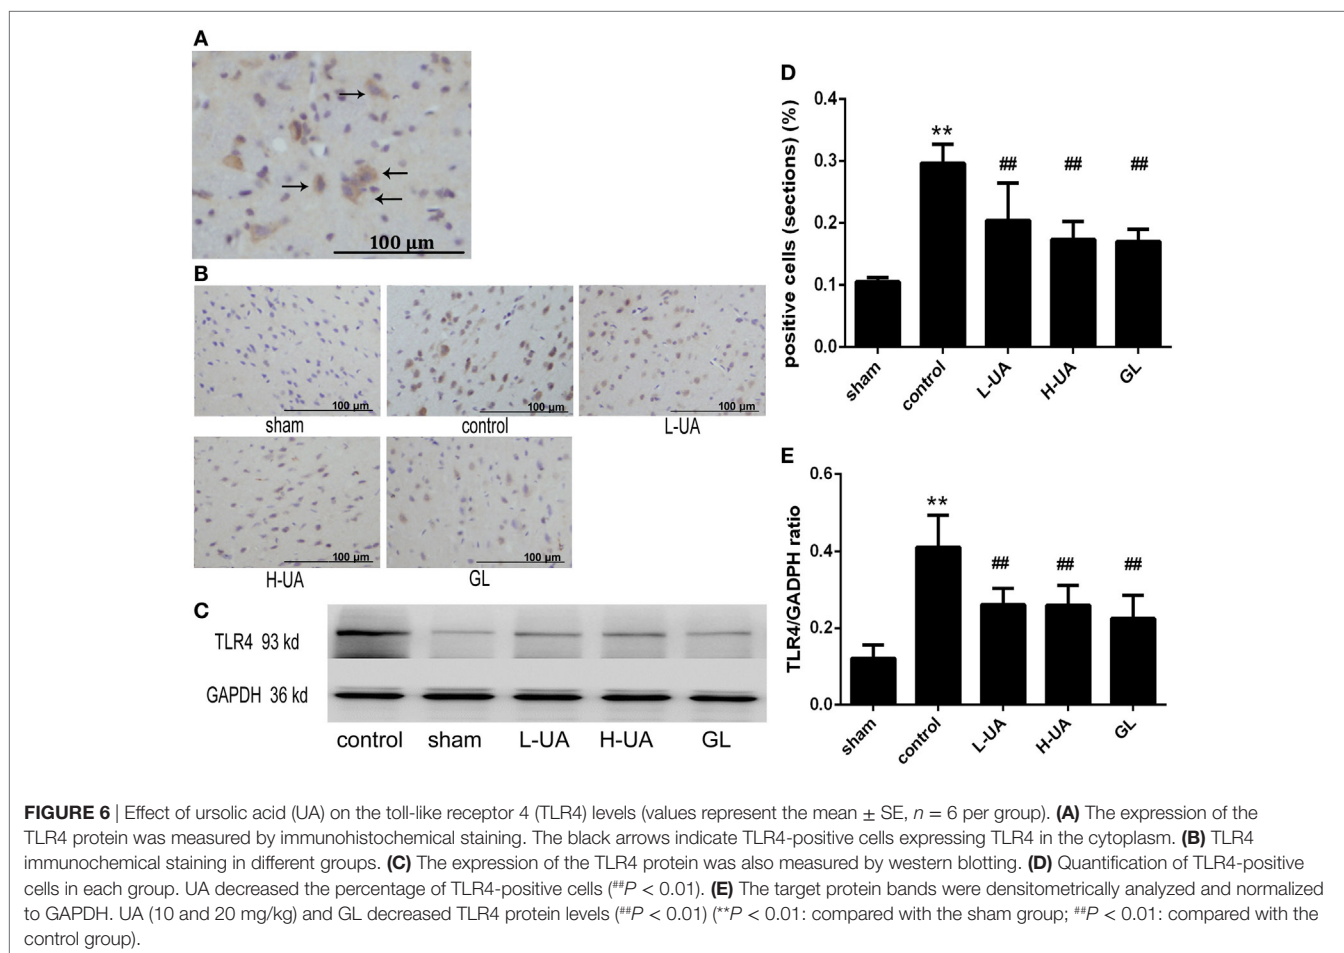 A
100 µm
B
100 µm
100 µm
100 µm
sham
control
L-UA
100 µm
100 µm
H-UA
GL
C
TLR4 93 kd
GAPDH 36 kd
control sham L-UA H-UA GL
D
positive cells (sections) (%)
0.4
0.3
0.2
0.1
0.0
**
##
##
##
sham
control
L-UA
H-UA
GL
E
TLR4/GADPH ratio
0.6
0.4
0.2
0.0
**
##
##
##
sham
control
L-UA
H-UA
GL
FIGURE 6 | Effect of ursolic acid (UA) on the toll-like receptor 4 (TLR4) levels (values represent the mean ± SE, n = 6 per group). (A) The expression of the
TLR4 protein was measured by immunohistochemical staining. The black arrows indicate TLR4-positive cells expressing TLR4 in the cytoplasm. (B) TLR4
immunochemical staining in different groups. (C) The expression of the TLR4 protein was also measured by western blotting. (D) Quantification of TLR4-positive
cells in each group. UA decreased the percentage of TLR4-positive cells (##P < 0.01). (E) The target protein bands were densitometrically analyzed and normalized
to GAPDH. UA (10 and 20 mg/kg) and GL decreased TLR4 protein levels (##P < 0.01) (**P < 0.01: compared with the sham group; ##P < 0.01: compared with the
control group).